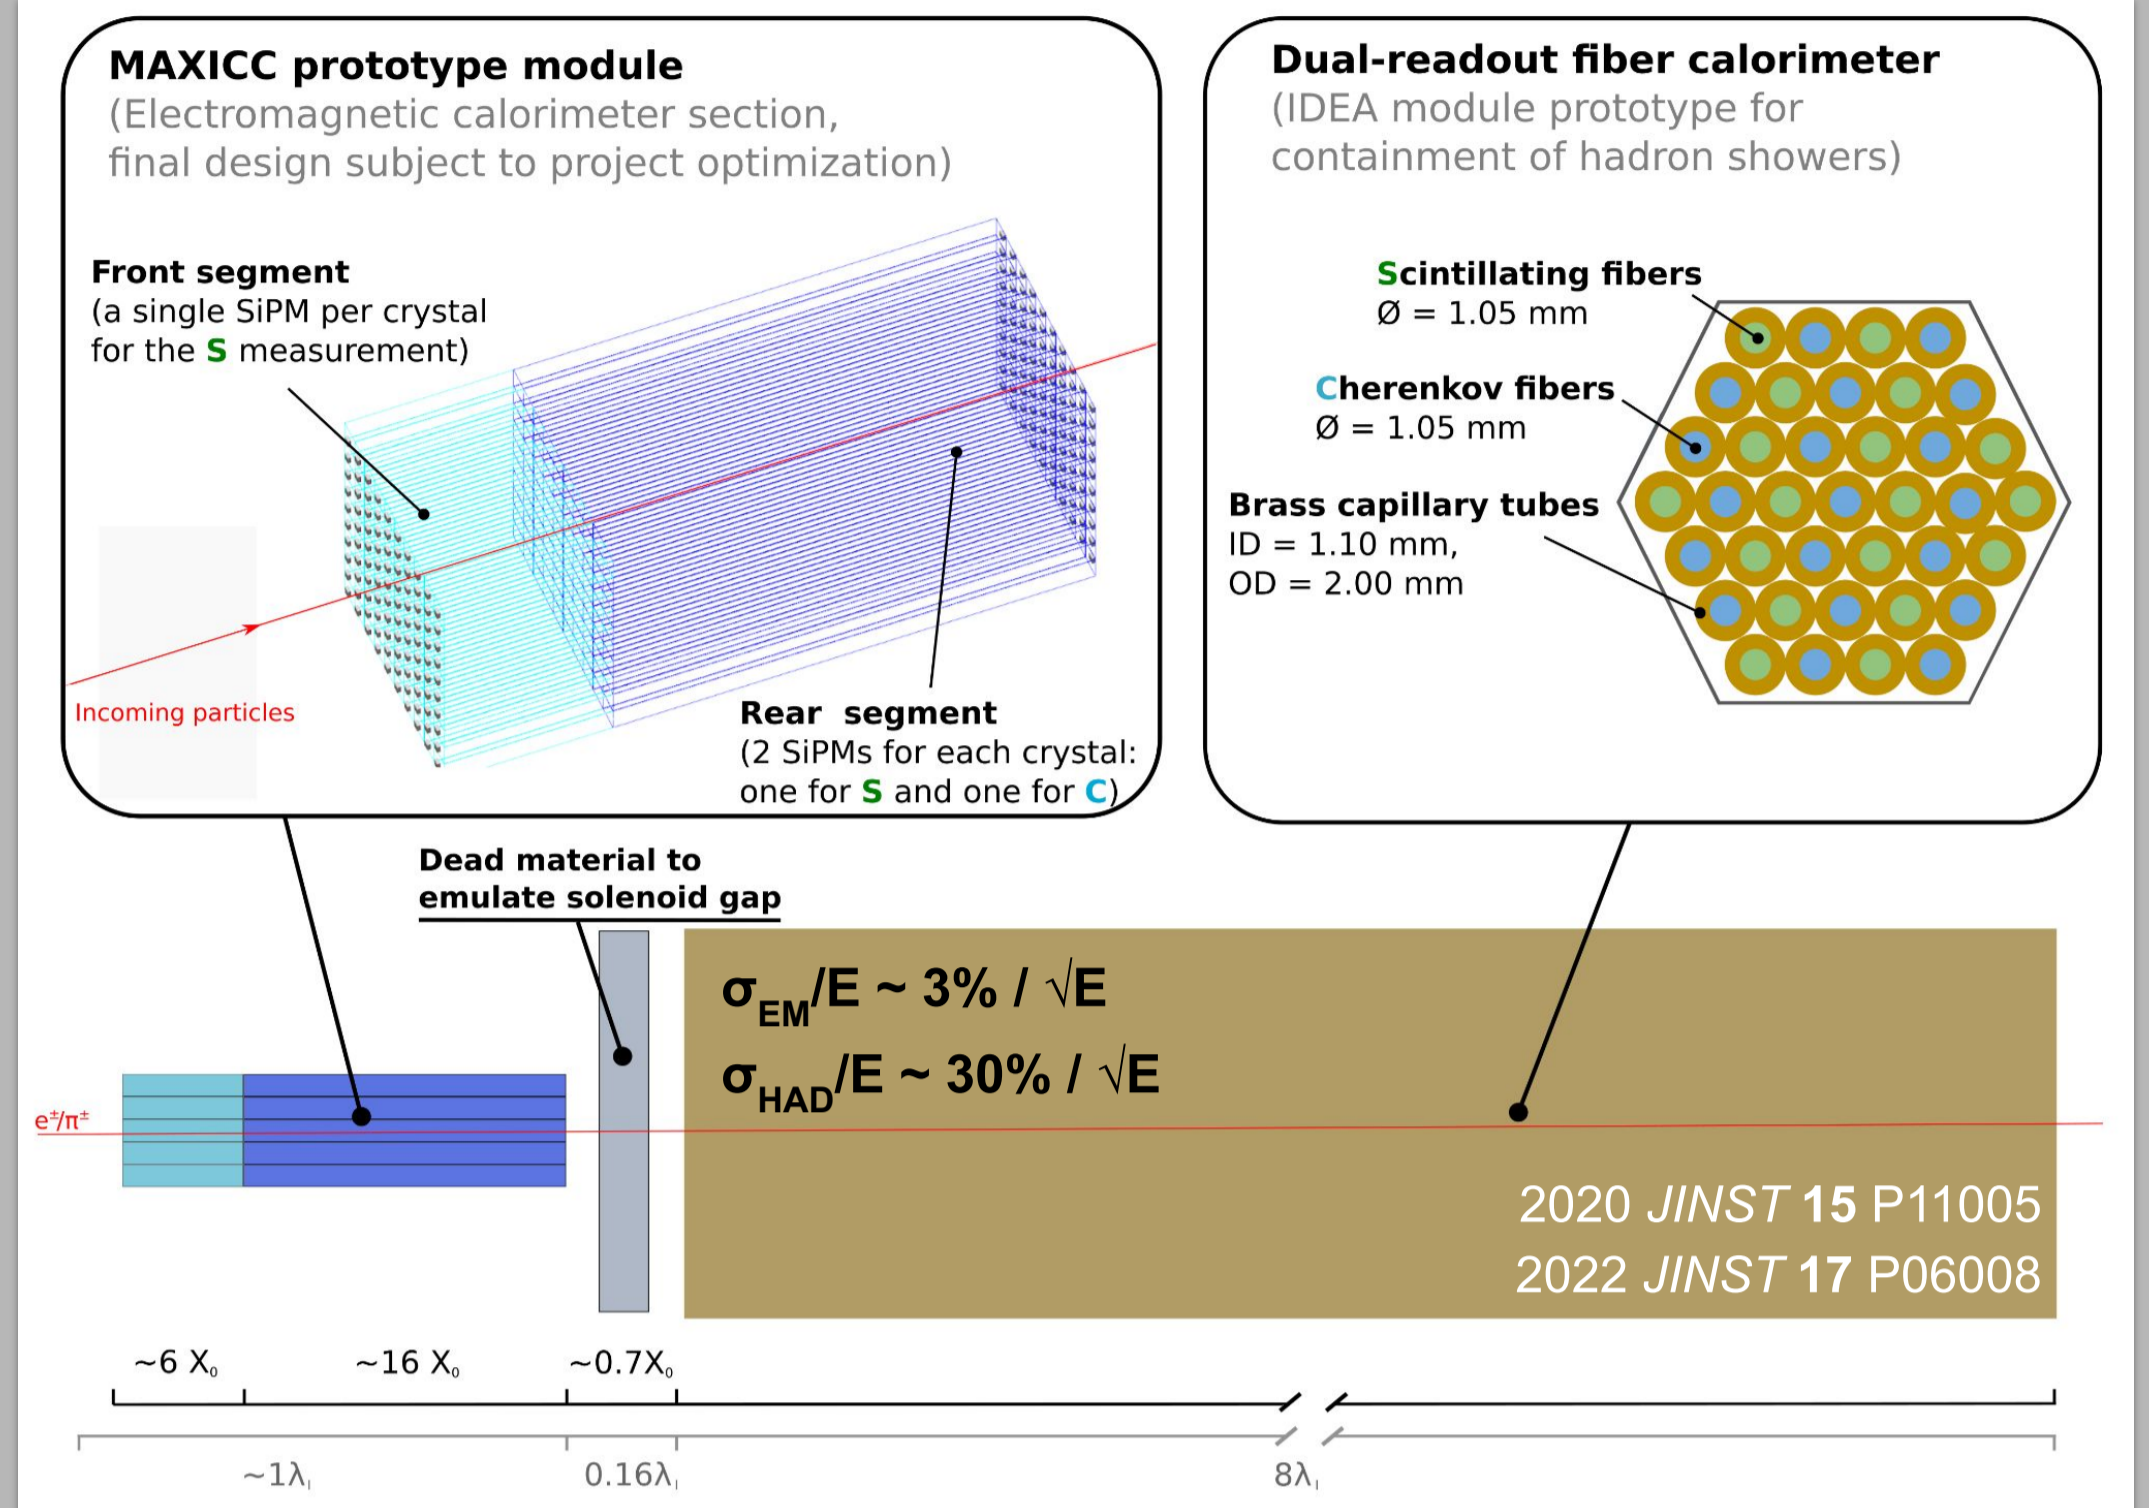 MAXICC prototype module
(Electromagnetic calorimeter section,
final design subject to project optimization)
Front segment
(a single SiPM per crystal
for the S measurement)
Incoming particles
Rear segment
(2 SiPMs for each crystal:
one for S and one for C)
Dual-readout fiber calorimeter
(IDEA module prototype for
containment of hadron showers)
Scintillating fibers
Ø = 1.05 mm
Cherenkov fibers
Ø = 1.05 mm
Brass capillary tubes
ID = 1.10 mm,
OD = 2.00 mm
Dead material to
emulate solenoid gap
σEM/E ~ 3% / √E
σHAD/E ~ 30% / √E
e±/π±
2020 JINST 15 P11005
2022 JINST 17 P06008
~6 X₀ ~16 X₀ ~0.7X₀
~1λI 0.16λI 8λI